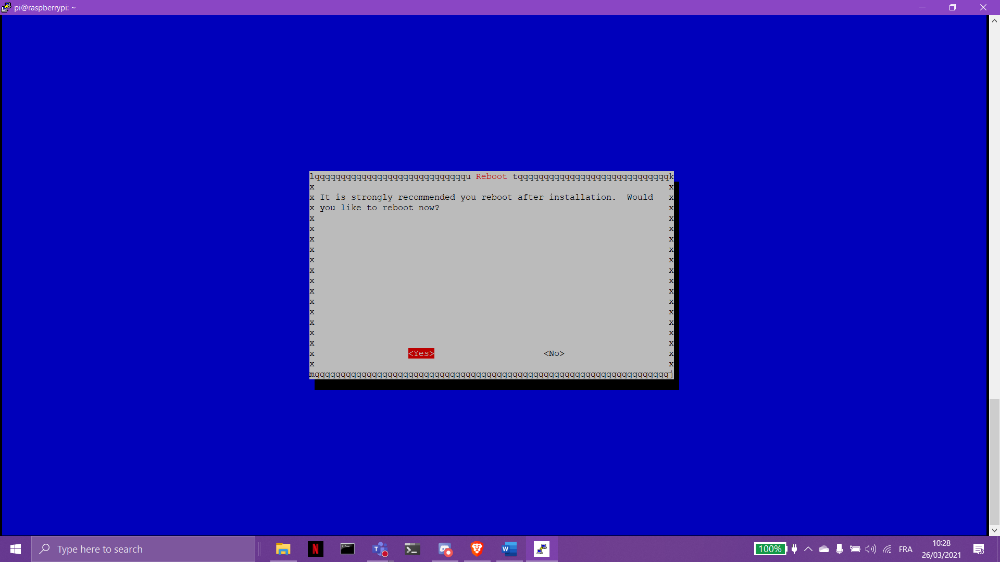 pi@raspberrypi: ~
lqqqqqqqqqqqqqqqqqqqqqqqqqqqqqu Reboot tqqqqqqqqqqqqqqqqqqqqqqqqqqqqqk
x x
x It is strongly recommended you reboot after installation.  Would x
x you like to reboot now? x
x x
x x
x x
x x
x x
x x
x x
x x
x x
x x
x x
x x
x x
x <Yes> <No> x
x x
mqqqqqqqqqqqqqqqqqqqqqqqqqqqqqqqqqqqqqqqqqqqqqqqqqqqqqqqqqqqqqqqqqqqqj
Type here to search
N
T
W
100%
FRA
10:28
26/03/2021